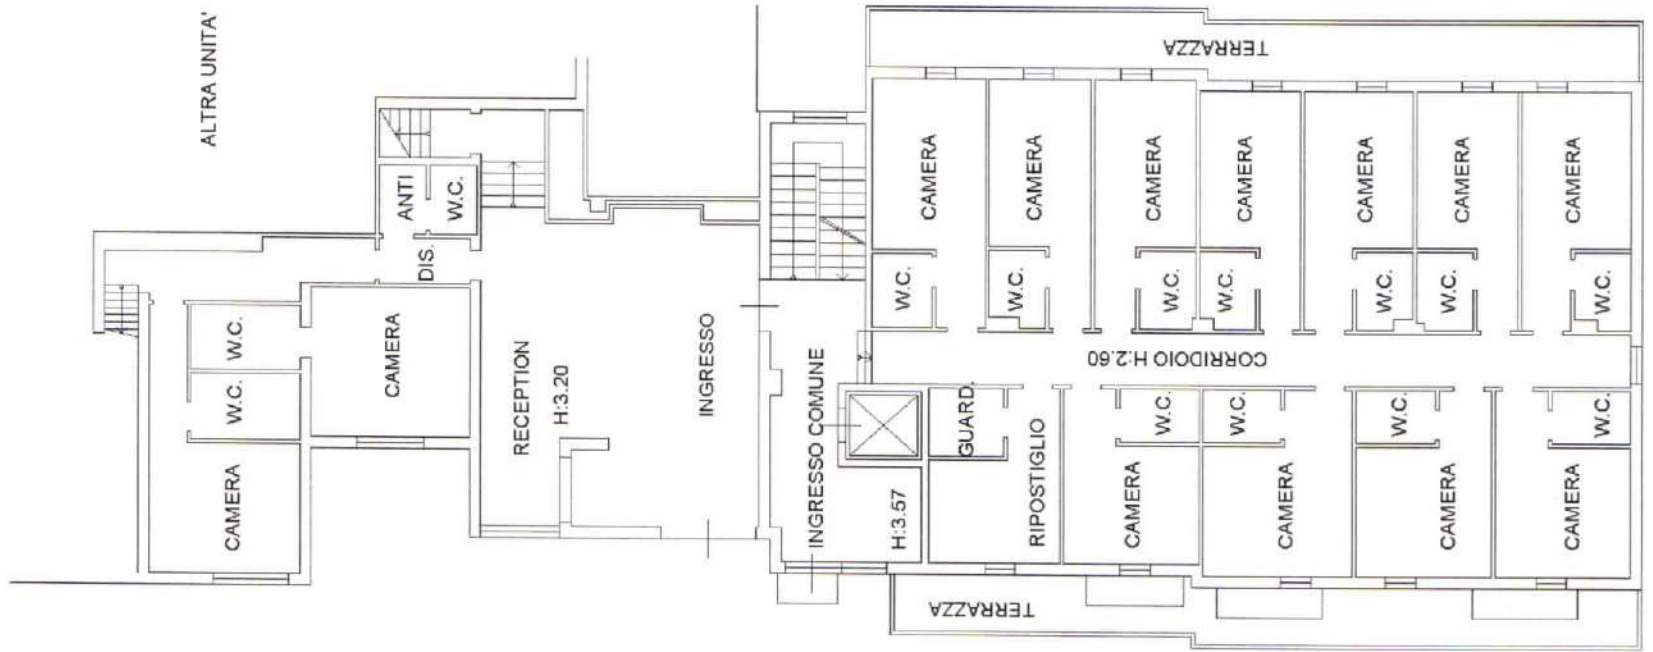 ALTRA UNITA'
TERRAZZA
ANTI
W.C.
DIS.
W.C.
W.C.
CAMERA
CAMERA
RECEPTION
H:3.20
INGRESSO
INGRESSO COMUNE
H:3.57
CAMERA
CAMERA
CAMERA
CAMERA
CAMERA
CAMERA
CAMERA
W.C.
W.C.
W.C.
W.C.
W.C.
W.C.
W.C.
CORRIDOIO H:2.60
GUARD.
RIPOSTIGLIO
W.C.
W.C.
W.C.
W.C.
CAMERA
CAMERA
CAMERA
CAMERA
TERRAZZA